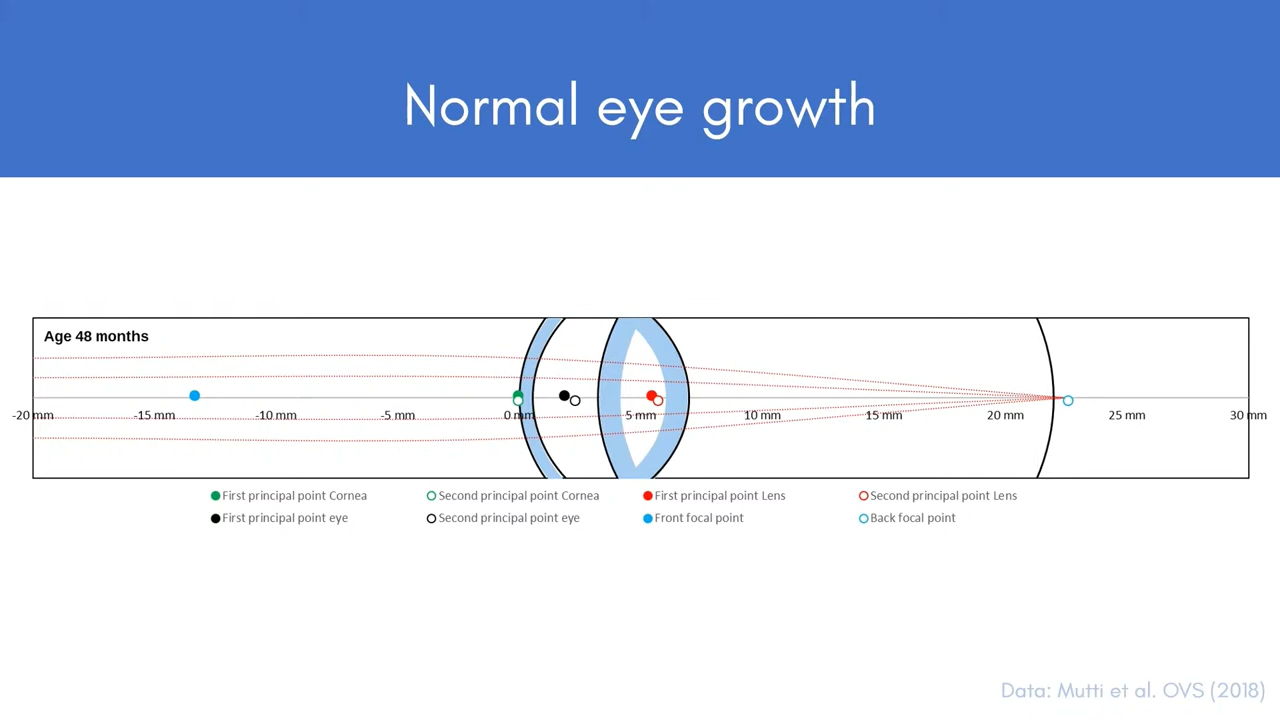 Normal eye growth
Age 48 months
-20 mm -15 mm -10 mm -5 mm 0 mm 5 mm 10 mm 15 mm 20 mm 25 mm 30 mm
First principal point Cornea Second principal point Cornea First principal point Lens Second principal point Lens
First principal point eye Second principal point eye Front focal point Back focal point
Data: Mutti et al. OVS (2018)